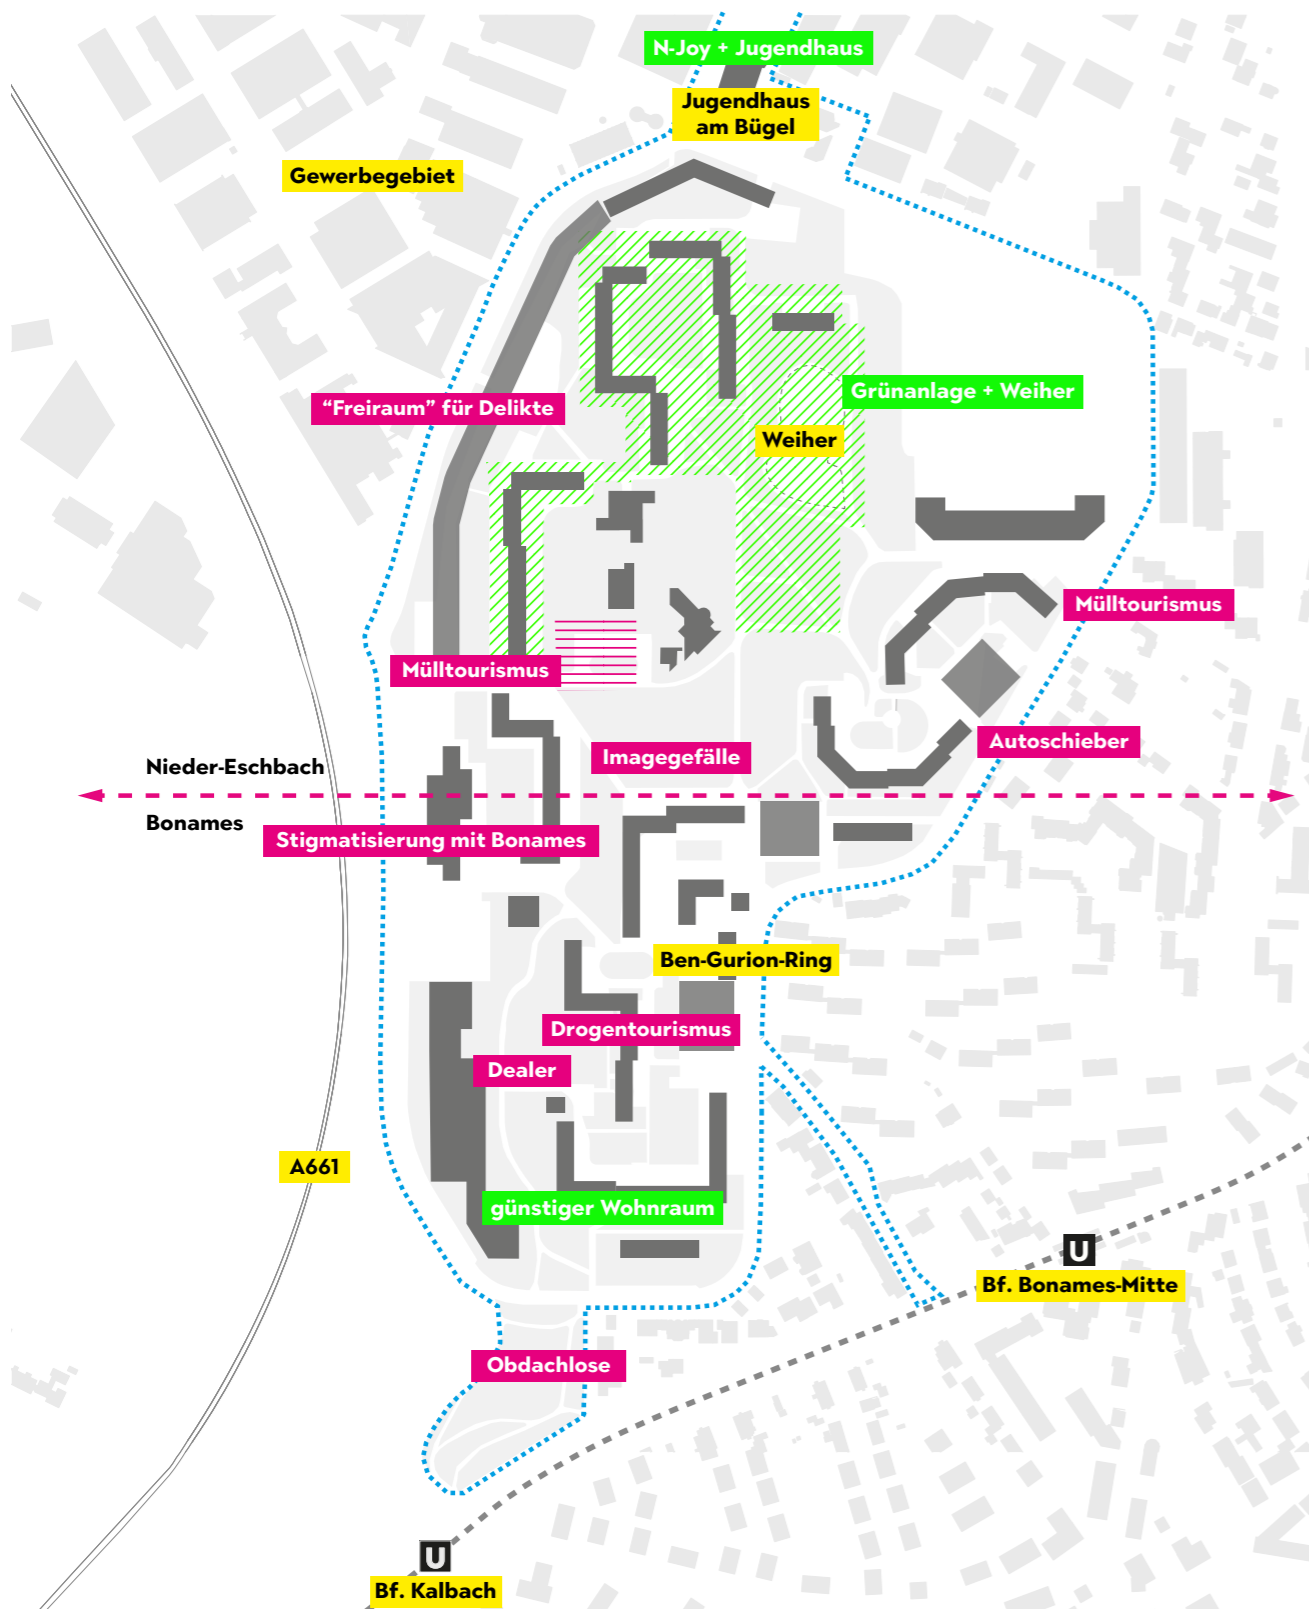 N-Joy + Jugendhaus
Jugendhaus
am Bügel
Gewerbegebiet
Grünanlage + Weiher
“Freiraum” für Delikte
Weiher
Mülltourismus
Mülltourismus
Autoschieber
Imagegefälle
Nieder-Eschbach
Bonames
Stigmatisierung mit Bonames
Ben-Gurion-Ring
Drogentourismus
Dealer
A661
günstiger Wohnraum
U
Bf. Bonames-Mitte
Obdachlose
U
Bf. Kalbach